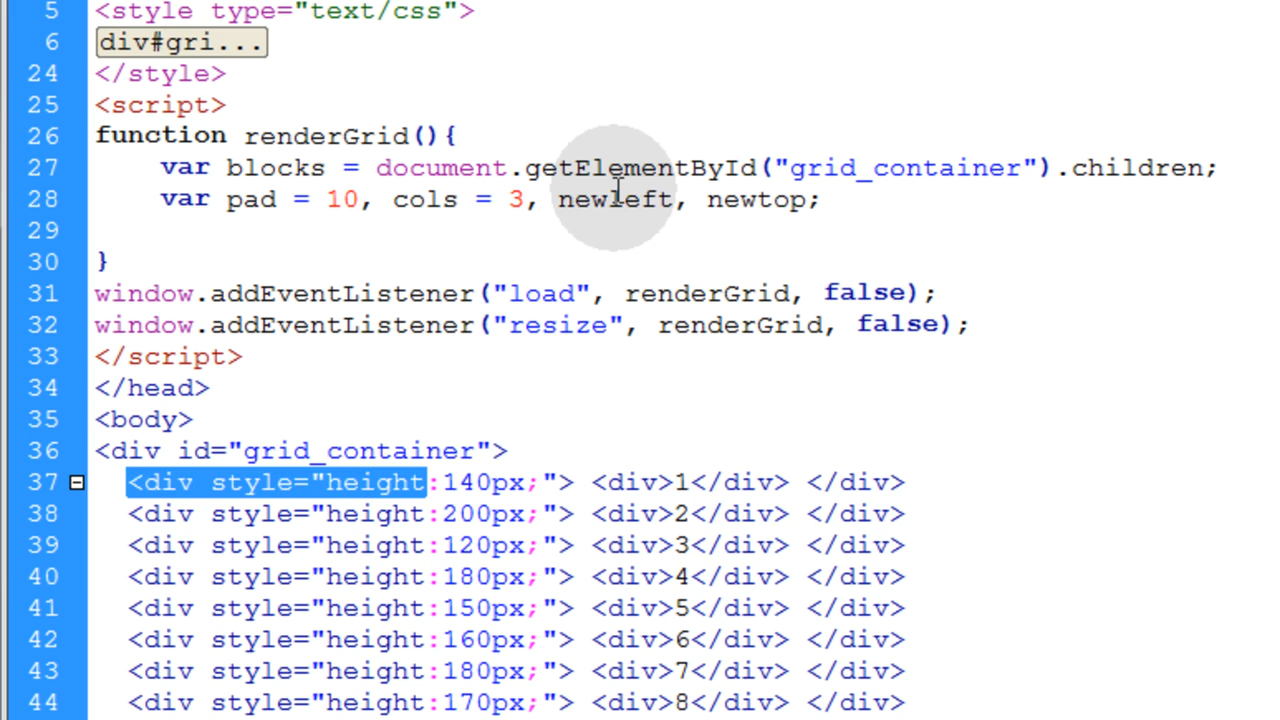 5 <style type="text/css">
6 div#gri...
24 </style>
25 <script>
26 function renderGrid(){
27 var blocks = document.getElementById("grid_container").children;
28 var pad = 10, cols = 3, newleft, newtop;
29
30 }
31 window.addEventListener("load", renderGrid, false);
32 window.addEventListener("resize", renderGrid, false);
33 </script>
34 </head>
35 <body>
36 <div id="grid_container">
37 <div style="height:140px;"> <div>1</div> </div>
38 <div style="height:200px;"> <div>2</div> </div>
39 <div style="height:120px;"> <div>3</div> </div>
40 <div style="height:180px;"> <div>4</div> </div>
41 <div style="height:150px;"> <div>5</div> </div>
42 <div style="height:160px;"> <div>6</div> </div>
43 <div style="height:180px;"> <div>7</div> </div>
44 <div style="height:170px;"> <div>8</div> </div>